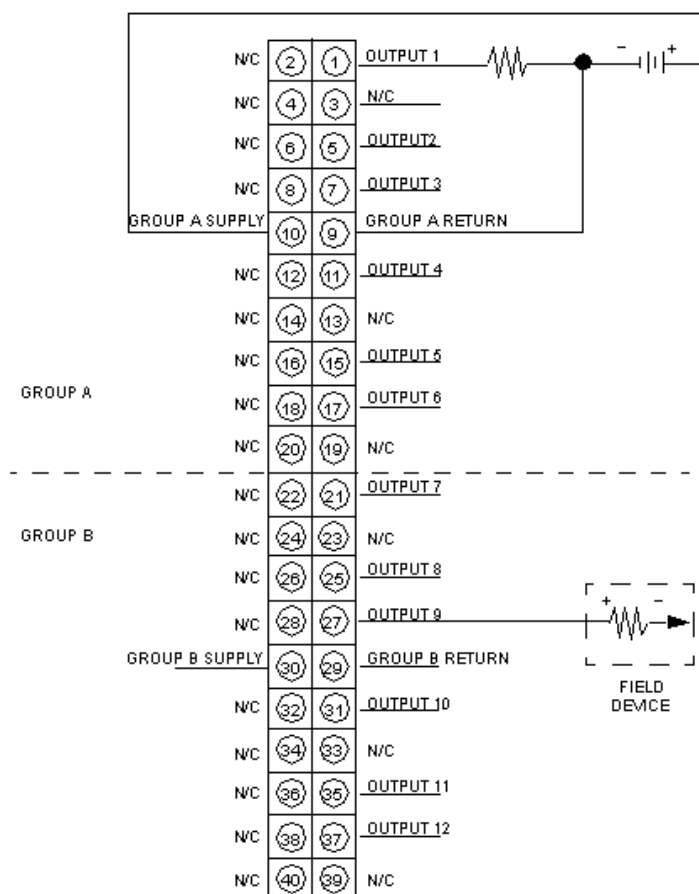 N/C 2 1 OUTPUT 1 - +
N/C 4 3 N/C
N/C 6 5 OUTPUT2
N/C 8 7 OUTPUT 3
GROUP A SUPPLY 10 9 GROUP A RETURN
N/C 12 11 OUTPUT 4
N/C 14 13 N/C
N/C 16 15 OUTPUT 5
GROUP A
N/C 18 17 OUTPUT 6
N/C 20 19 N/C
N/C 22 21 OUTPUT 7
GROUP B
N/C 24 23 N/C
N/C 26 25 OUTPUT 8
N/C 28 27 OUTPUT 9 + -
GROUP B SUPPLY 30 29 GROUP B RETURN
FIELD
DEVICE
N/C 32 31 OUTPUT 10
N/C 34 33 N/C
N/C 36 35 OUTPUT 11
N/C 38 37 OUTPUT 12
N/C 40 39 N/C